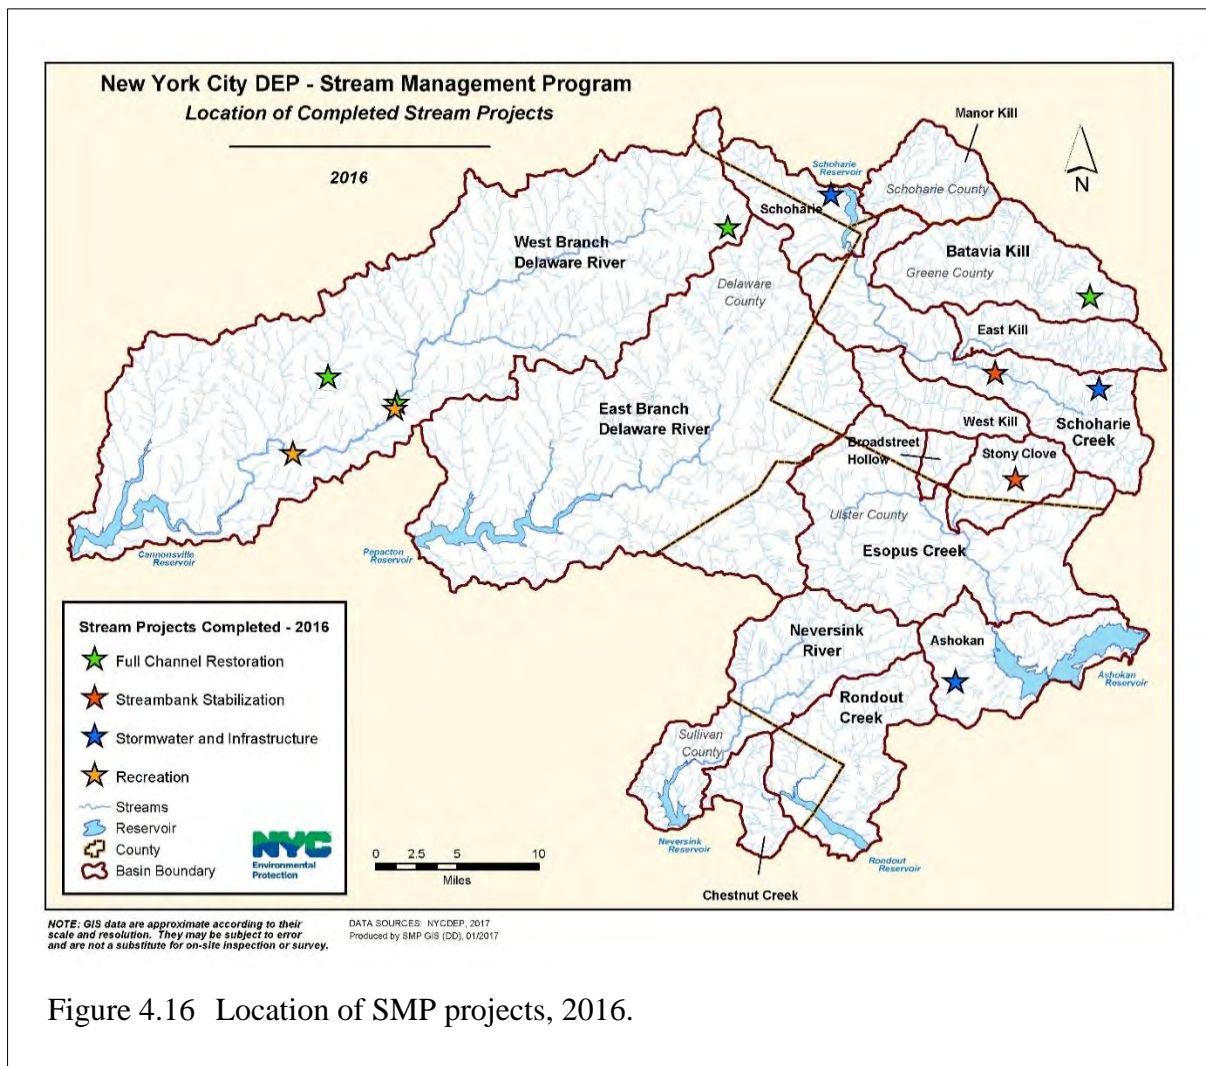 New York City DEP - Stream Management Program
Location of Completed Stream Projects
2016
Manor Kill
N
Schoharie
Reservoir
Schoharie County
Schoharie
West Branch
Delaware River
Batavia Kill
Greene County
Delaware
County
East Kill
East Branch
Delaware River
West Kill
Schoharie
Creek
Broadstreet
Hollow
Stony Clove
Ulster County
Esopus Creek
Cannonsville
Reservoir
Pepacton
Reservoir
Neversink
River
Ashokan
Ashokan
Reservoir
Rondout
Creek
Sullivan
County
Neversink
Reservoir
Rondout
Reservoir
Chestnut Creek
Stream Projects Completed - 2016
Full Channel Restoration
Streambank Stabilization
Stormwater and Infrastructure
Recreation
Streams
Reservoir
County
Basin Boundary
NYC
Environmental
Protection
0 2.5 5 10
Miles
NOTE: GIS data are approximate according to their
scale and resolution. They may be subject to error
and are not a substitute for on-site inspection or survey.
DATA SOURCES: NYCDEP, 2017
Produced by SMP GIS (DD), 01/2017
Figure 4.16 Location of SMP projects, 2016.